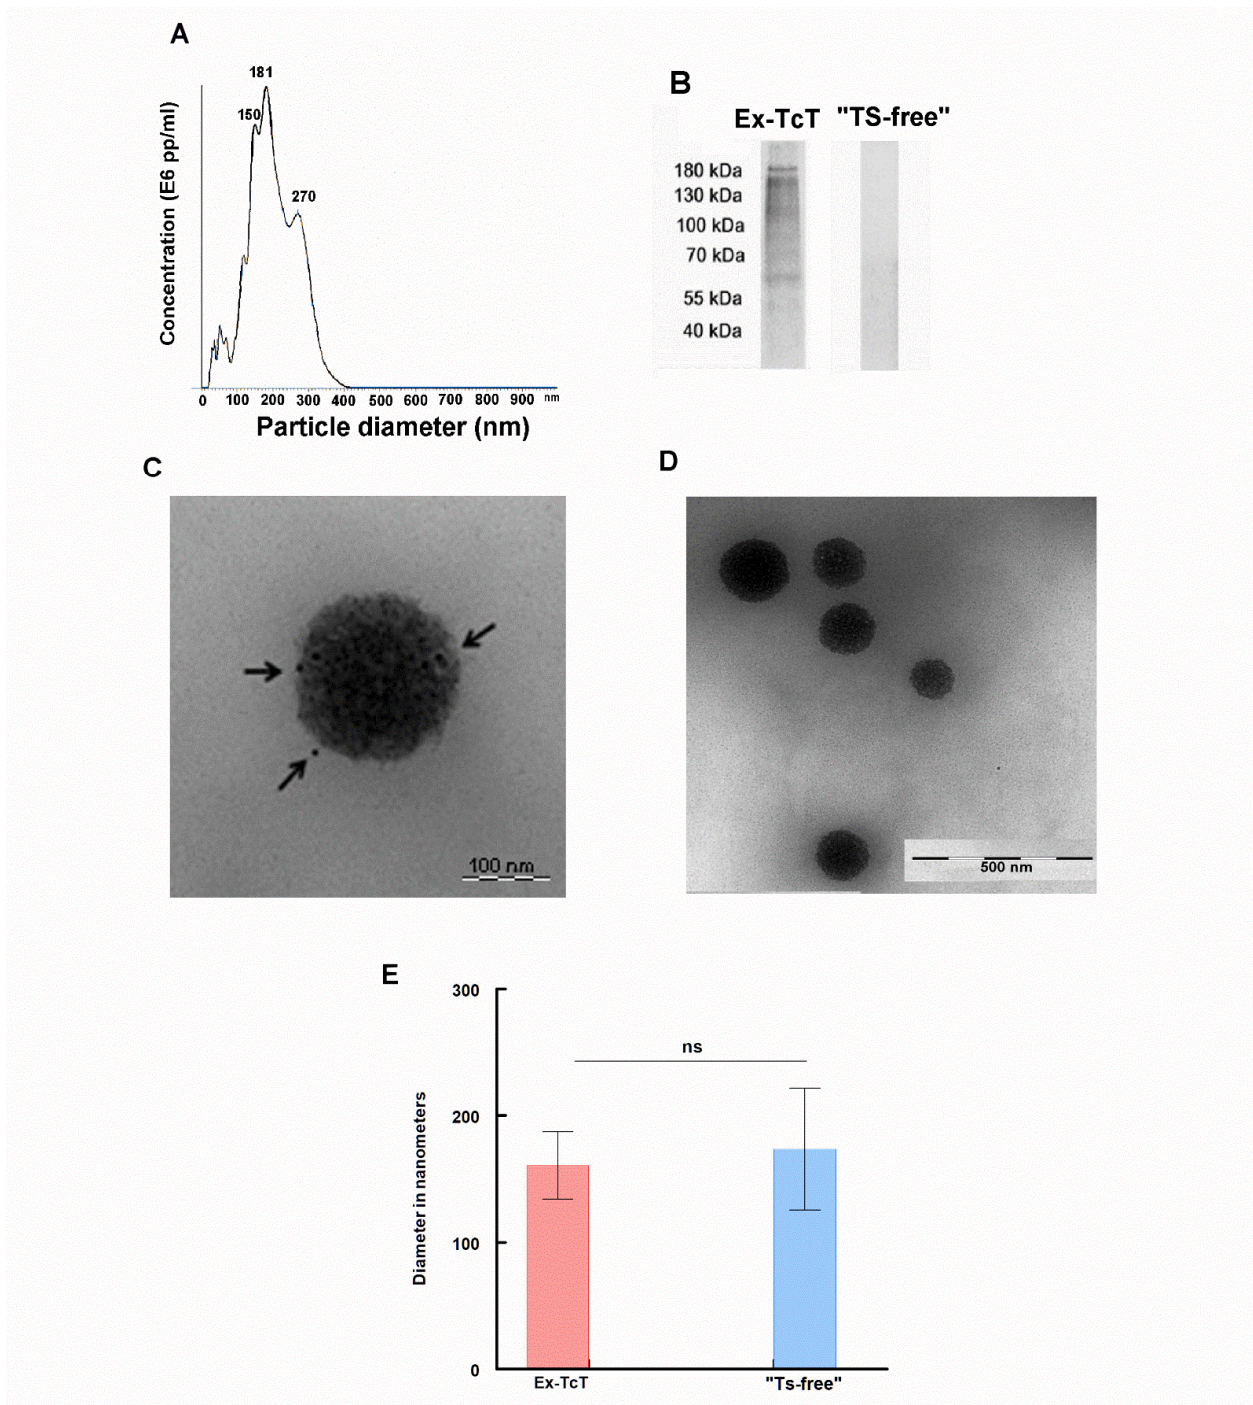 A
181
150
270
Concentration (E6 pp/ml)
0 100 200 300 400 500 600 700 800 900 nm
Particle diameter (nm)
B
Ex-TcT "TS-free"
180 kDa
130 kDa
100 kDa
70 kDa
55 kDa
40 kDa
C
100 nm
D
500 nm
E
300
200
100
0
Diameter in nanometers
ns
Ex-TcT "Ts-free"